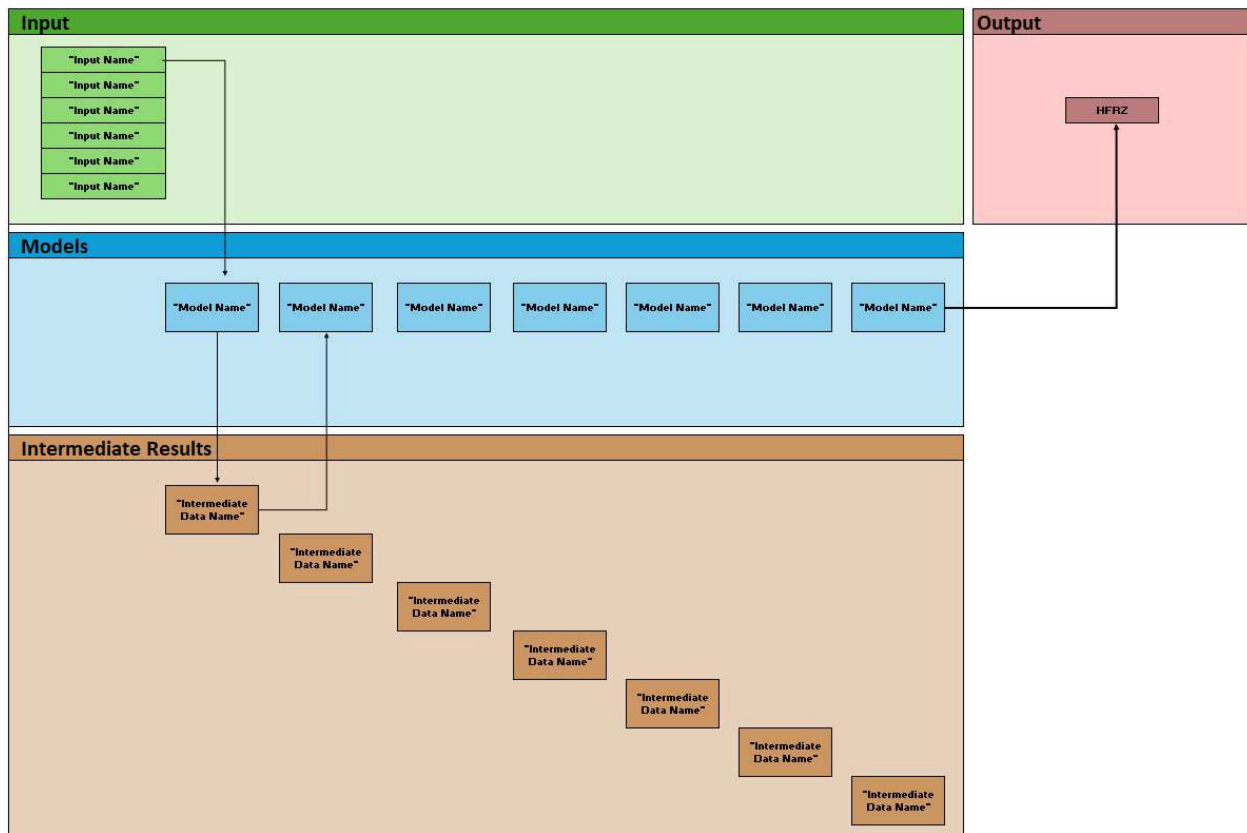 Input
Output
"Input Name"
"Input Name"
"Input Name"
"Input Name"
"Input Name"
"Input Name"
HFRZ
Models
"Model Name"
"Model Name"
"Model Name"
"Model Name"
"Model Name"
"Model Name"
"Model Name"
Intermediate Results
"Intermediate
Data Name"
"Intermediate
Data Name"
"Intermediate
Data Name"
"Intermediate
Data Name"
"Intermediate
Data Name"
"Intermediate
Data Name"
"Intermediate
Data Name"